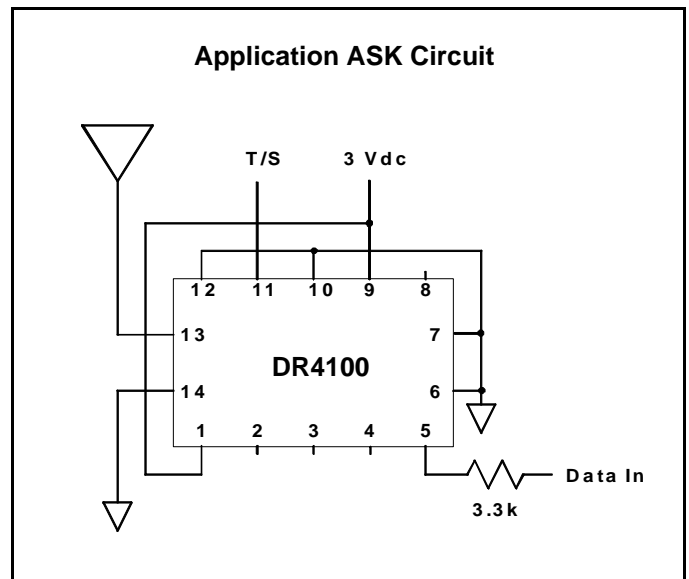 Application ASK Circuit
T/S 3 Vdc
12 11 10 9 8
13 7
DR4100
14 6
1 2 3 4 5
Data In
3.3k